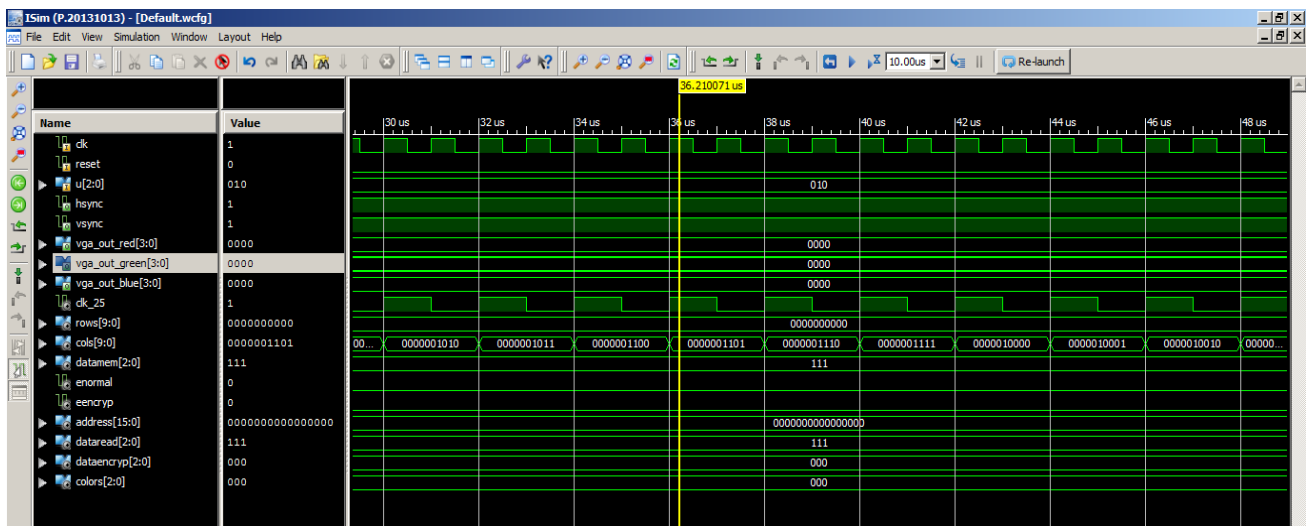 ISim (P.20131013) - [Default.wcfg]
File Edit View Simulation Window Layout Help
10.00us Re-launch
36.210071 us
Name Value 30 us 32 us 34 us 36 us 38 us 40 us 42 us 44 us 46 us 48 us
clk 1
reset 0
u[2:0] 010 010
hsync 1
vsync 1
vga_out_red[3:0] 0000 0000
vga_out_green[3:0] 0000 0000
vga_out_blue[3:0] 0000 0000
clk_25 1
rows[9:0] 0000000000 0000000000
cols[9:0] 0000001101 00... 0000001010 0000001011 0000001100 0000001101 0000001110 0000001111 0000010000 0000010001 0000010010 00000...
datamem[2:0] 111 111
enormal 0
eencryp 0
address[15:0] 0000000000000000 0000000000000000
dataread[2:0] 111 111
dataencryp[2:0] 000 000
colors[2:0] 000 000